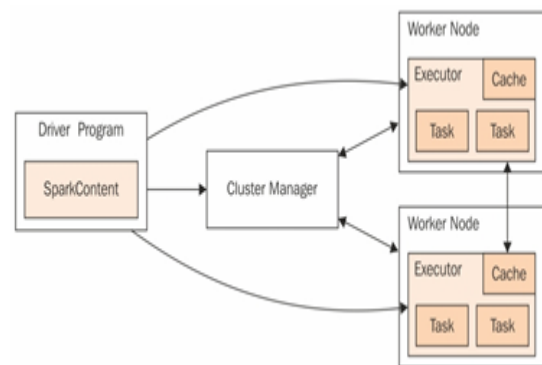 Driver Program
SparkContent
Cluster Manager
Worker Node
Executor
Cache
Task
Task
Worker Node
Executor
Cache
Task
Task